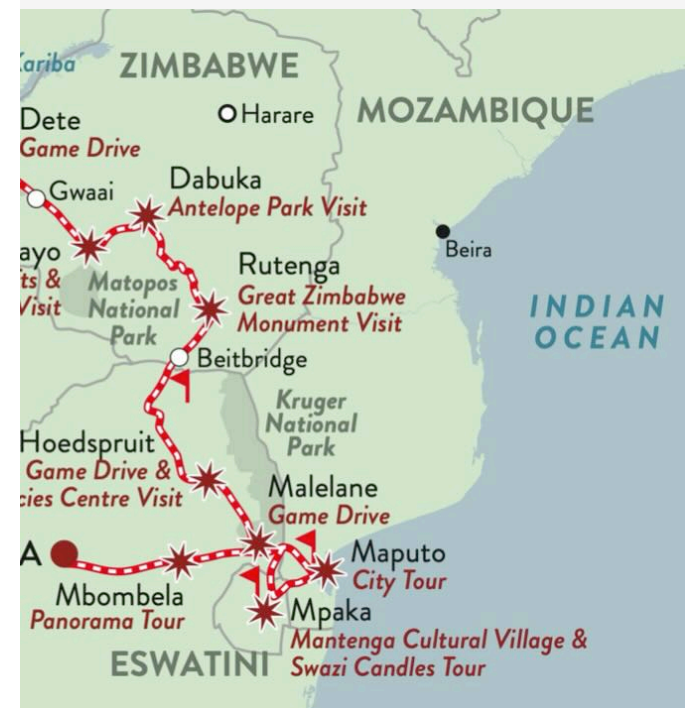 ariba
ZIMBABWE
Harare
MOZAMBIQUE
Dete
Game Drive
Gwaai
Dabuka
Antelope Park Visit
Beira
ayo
ts &
Visit
Matopos
National
Park
Rutenga
Great Zimbabwe
Monument Visit
INDIAN
OCEAN
Beitbridge
Kruger
National
Park
Hoedspruit
Game Drive &
cies Centre Visit
Malelane
Game Drive
A
Maputo
City Tour
Mbombela
Panorama Tour
Mpaka
Mantenga Cultural Village &
Swazi Candles Tour
ESWATINI